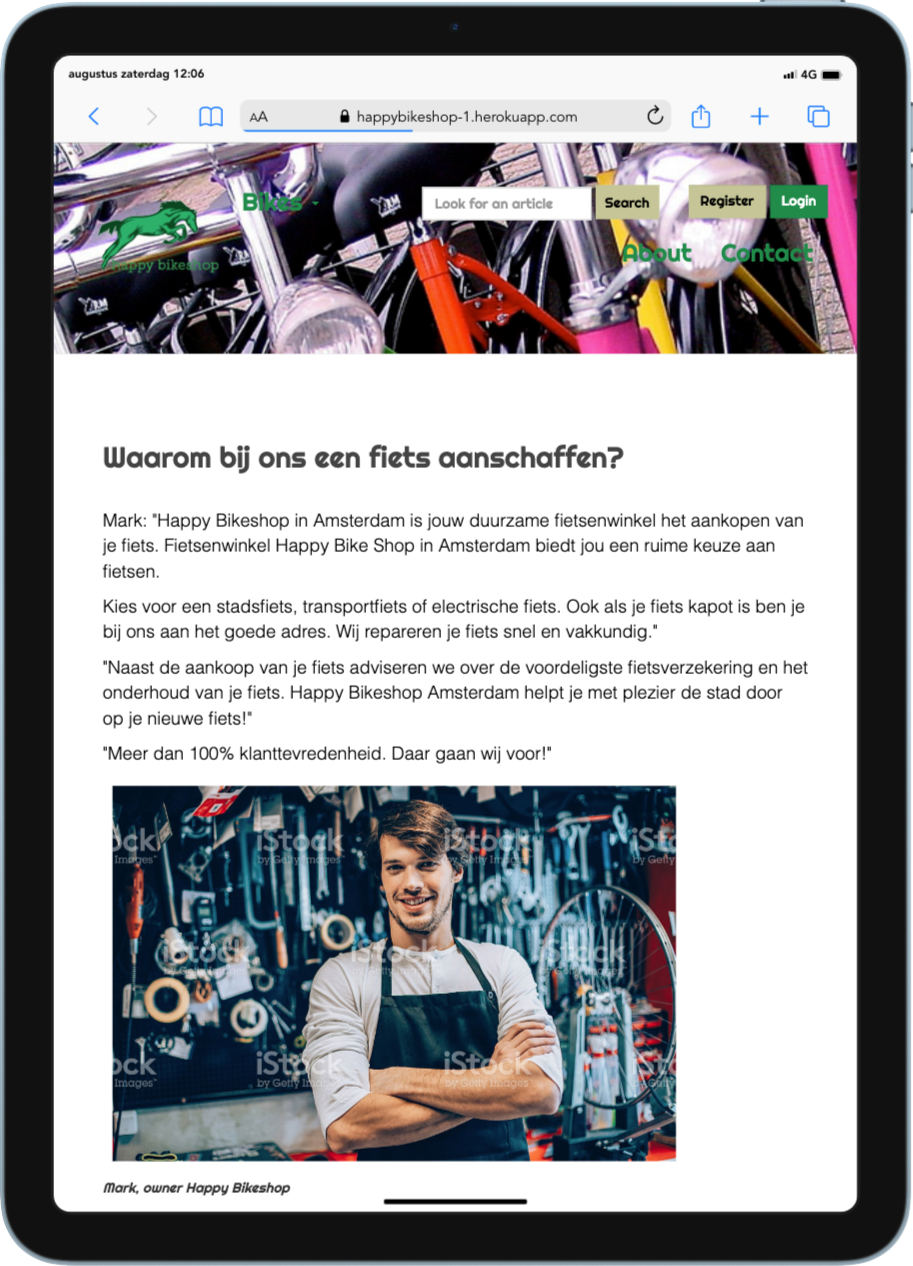 augustus zaterdag 12:06
4G
AA
happybikeshop-1.herokuapp.com
Bikes
Look for an article
Search
Register
Login
Happy bikeshop
About
Contact
Waarom bij ons een fiets aanschaffen?
Mark: "Happy Bikeshop in Amsterdam is jouw duurzame fietsenwinkel het aankopen van
je fiets. Fietsenwinkel Happy Bike Shop in Amsterdam biedt jou een ruime keuze aan
fietsen.
Kies voor een stadsfiets, transportfiets of electrische fiets. Ook als je fiets kapot is ben je
bij ons aan het goede adres. Wij repareren je fiets snel en vakkundig."
"Naast de aankoop van je fiets adviseren we over de voordeligste fietsverzekering en het
onderhoud van je fiets. Happy Bikeshop Amsterdam helpt je met plezier de stad door
op je nieuwe fiets!"
"Meer dan 100% klanttevredenheid. Daar gaan wij voor!"
iStock
by Getty Images™
Mark, owner Happy Bikeshop